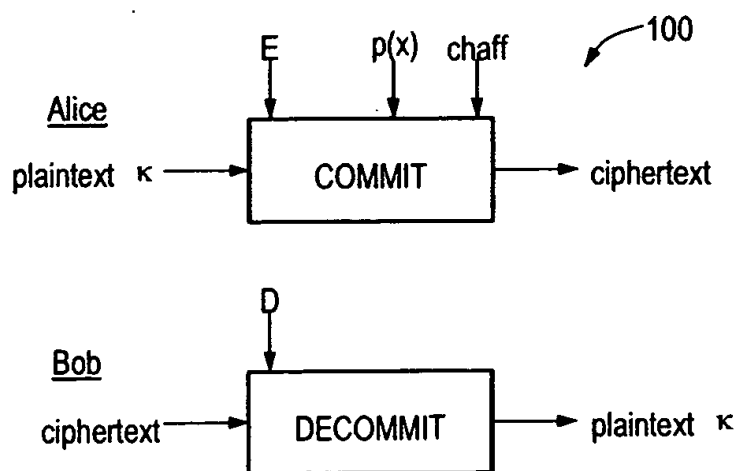 E
p(x)
chaff
100
Alice
plaintext κ
COMMIT
ciphertext
D
Bob
ciphertext
DECOMMIT
plaintext κ